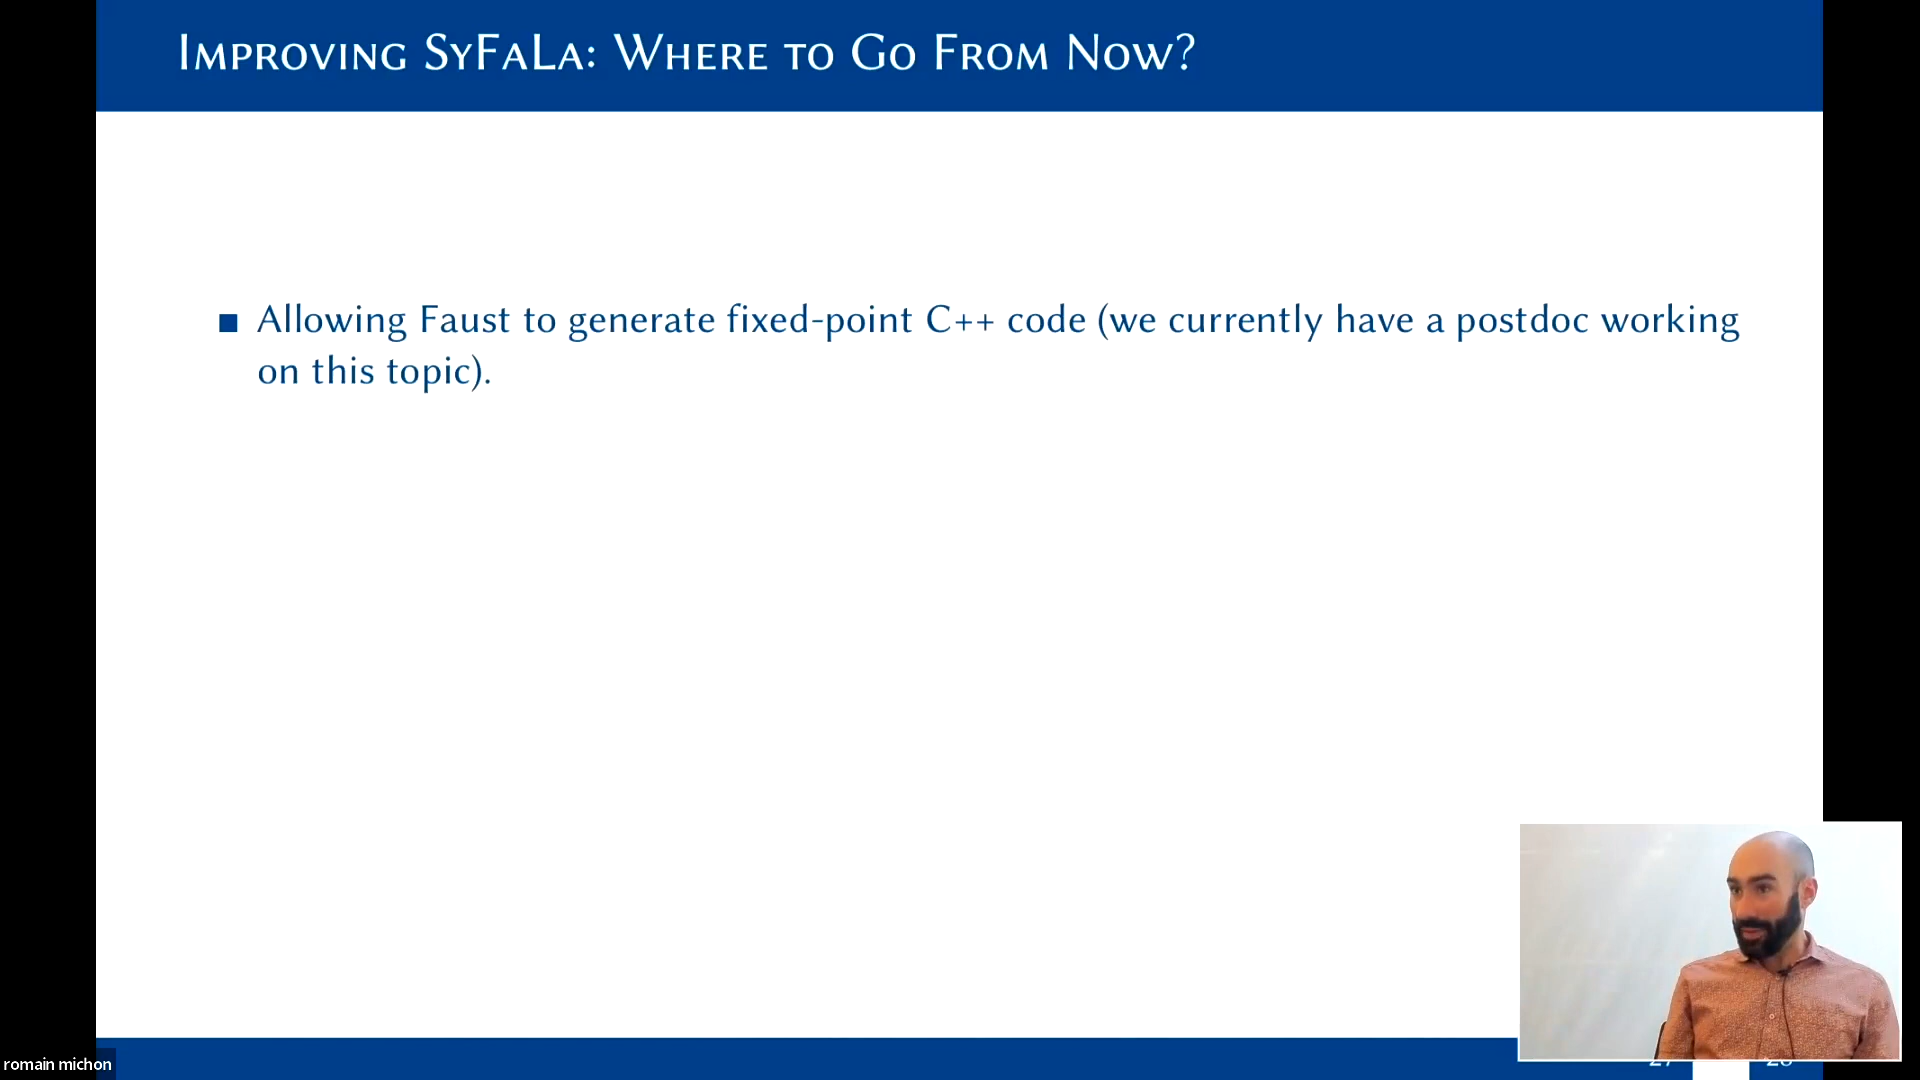 Improving SyFaLa: Where to Go From Now?
■ Allowing Faust to generate fixed-point C++ code (we currently have a postdoc working
on this topic).
romain michon